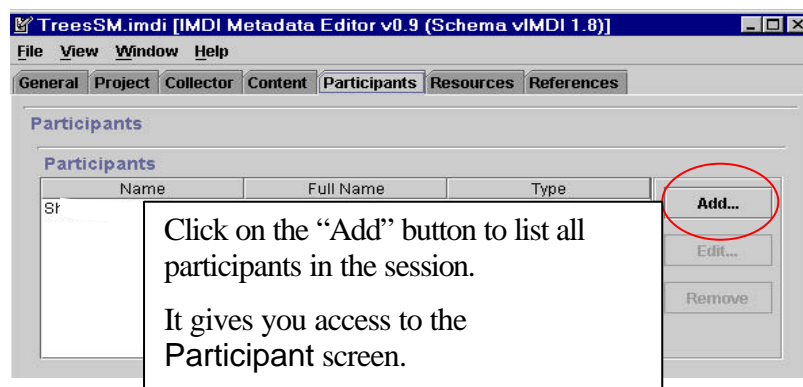 TreesSM.imdi [IMDI Metadata Editor v0.9 (Schema vIMDI 1.8)]
File View Window Help
General Project Collector Content Participants Resources References
Participants
Participants
Name Full Name Type
Add...
Click on the “Add” button to list all
participants in the session.
Edit...
Remove
It gives you access to the
Participant screen.